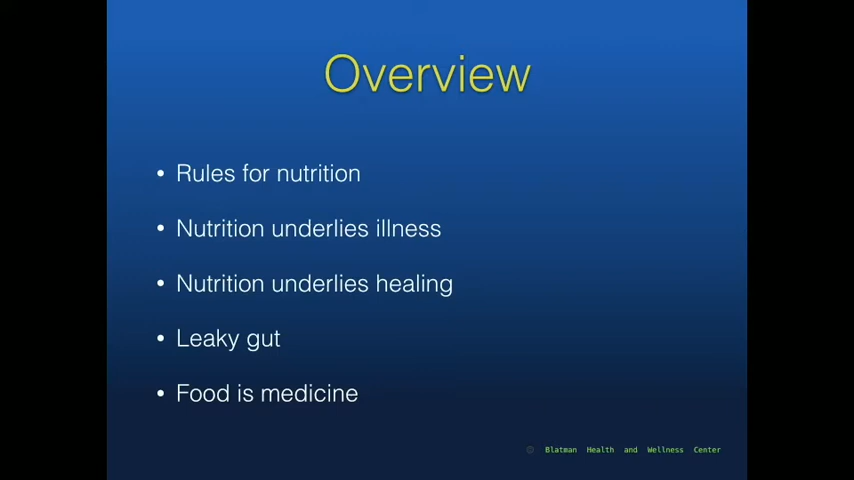 Overview
• Rules for nutrition
• Nutrition underlies illness
• Nutrition underlies healing
• Leaky gut
• Food is medicine
Blatman Health and Wellness Center